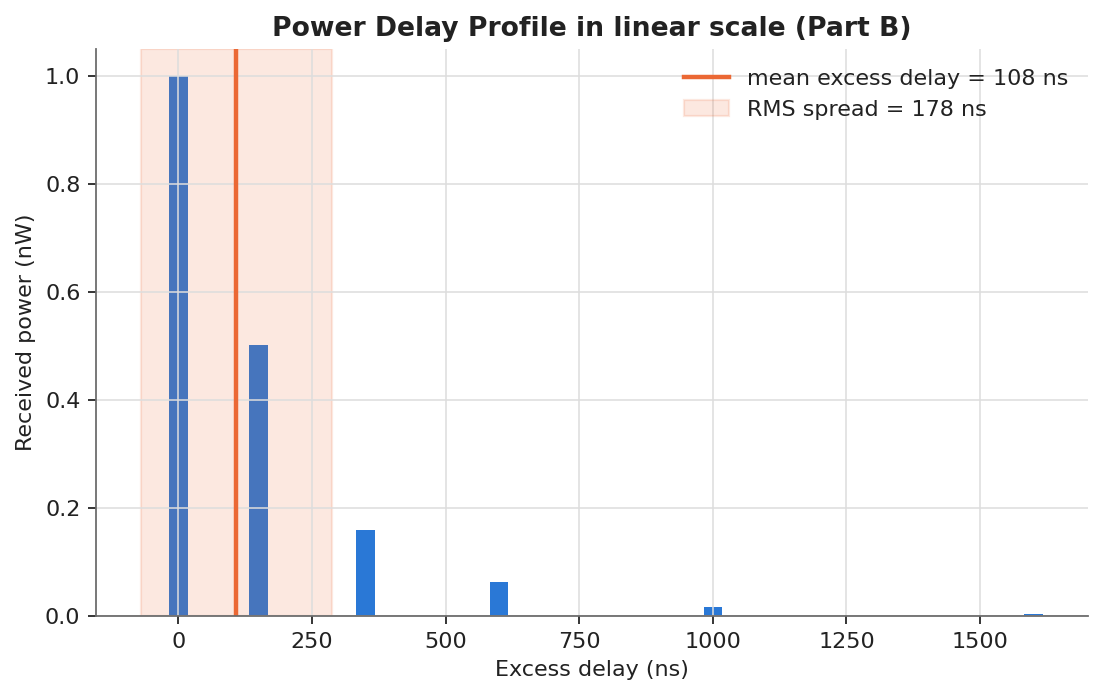 Power Delay Profile in linear scale (Part B)
mean excess delay = 108 ns
RMS spread = 178 ns
Received power (nW)
1.0
0.8
0.6
0.4
0.2
0.0
0 250 500 750 1000 1250 1500
Excess delay (ns)